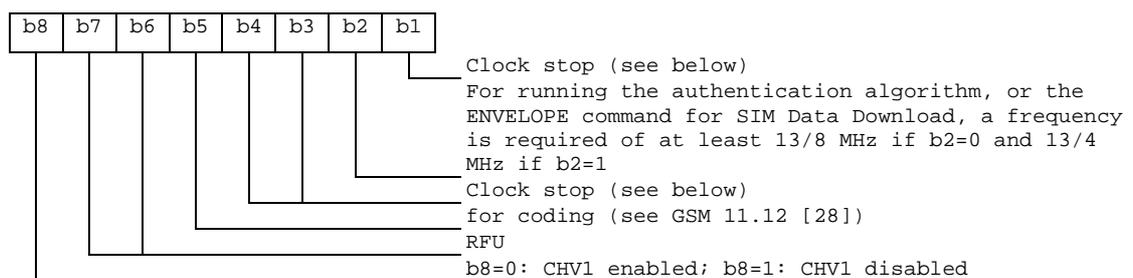 b8 b7 b6 b5 b4 b3 b2 b1
Clock stop (see below)
For running the authentication algorithm, or the
ENVELOPE command for SIM Data Download, a frequency
is required of at least 13/8 MHz if b2=0 and 13/4
MHz if b2=1
Clock stop (see below)
for coding (see GSM 11.12 [28])
RFU
b8=0: CHV1 enabled; b8=1: CHV1 disabled